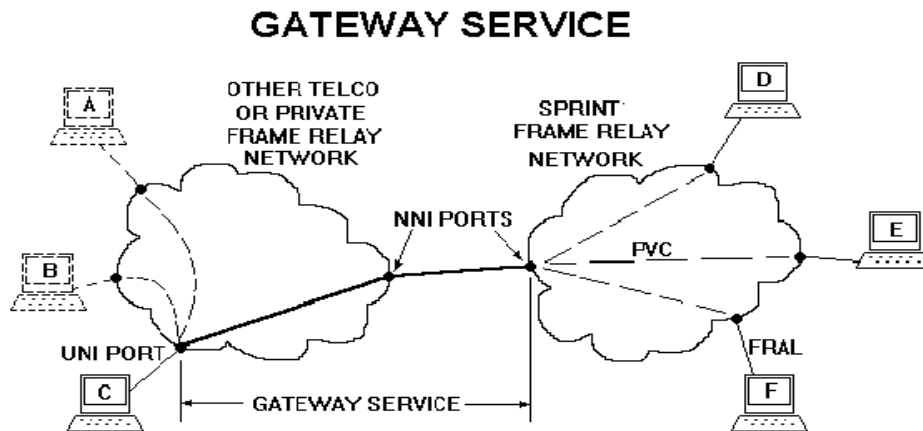 GATEWAY SERVICE
OTHER TELCO
OR PRIVATE
FRAME RELAY
NETWORK
SPRINT
FRAME RELAY
NETWORK
A
B
C
D
E
F
NNI PORTS
PVC
UNI PORT
FRAL
GATEWAY SERVICE